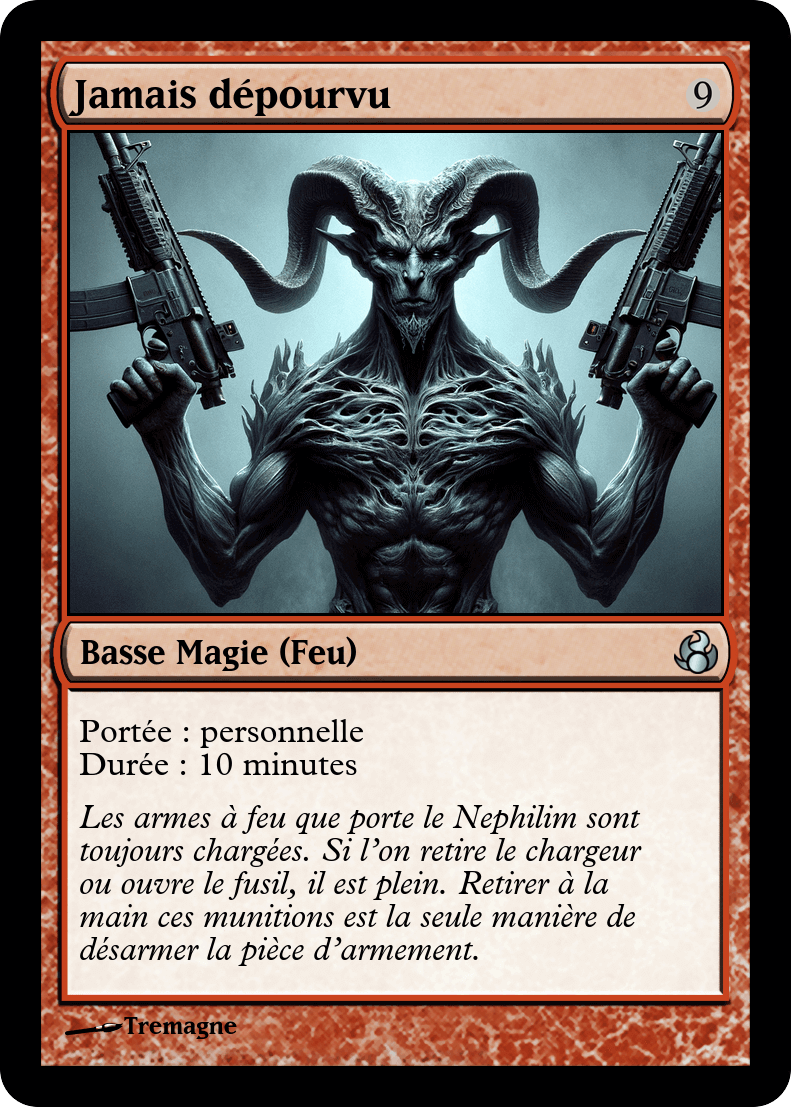 Jamais dépourvu
9
Basse Magie (Feu)
Portée : personnelle
Durée : 10 minutes
Les armes à feu que porte le Nephilim sont
toujours chargées. Si l'on retire le chargeur
ou ouvre le fusil, il est plein. Retirer à la
main ces munitions est la seule manière de
désarmer la pièce d'armement.
Tremagne